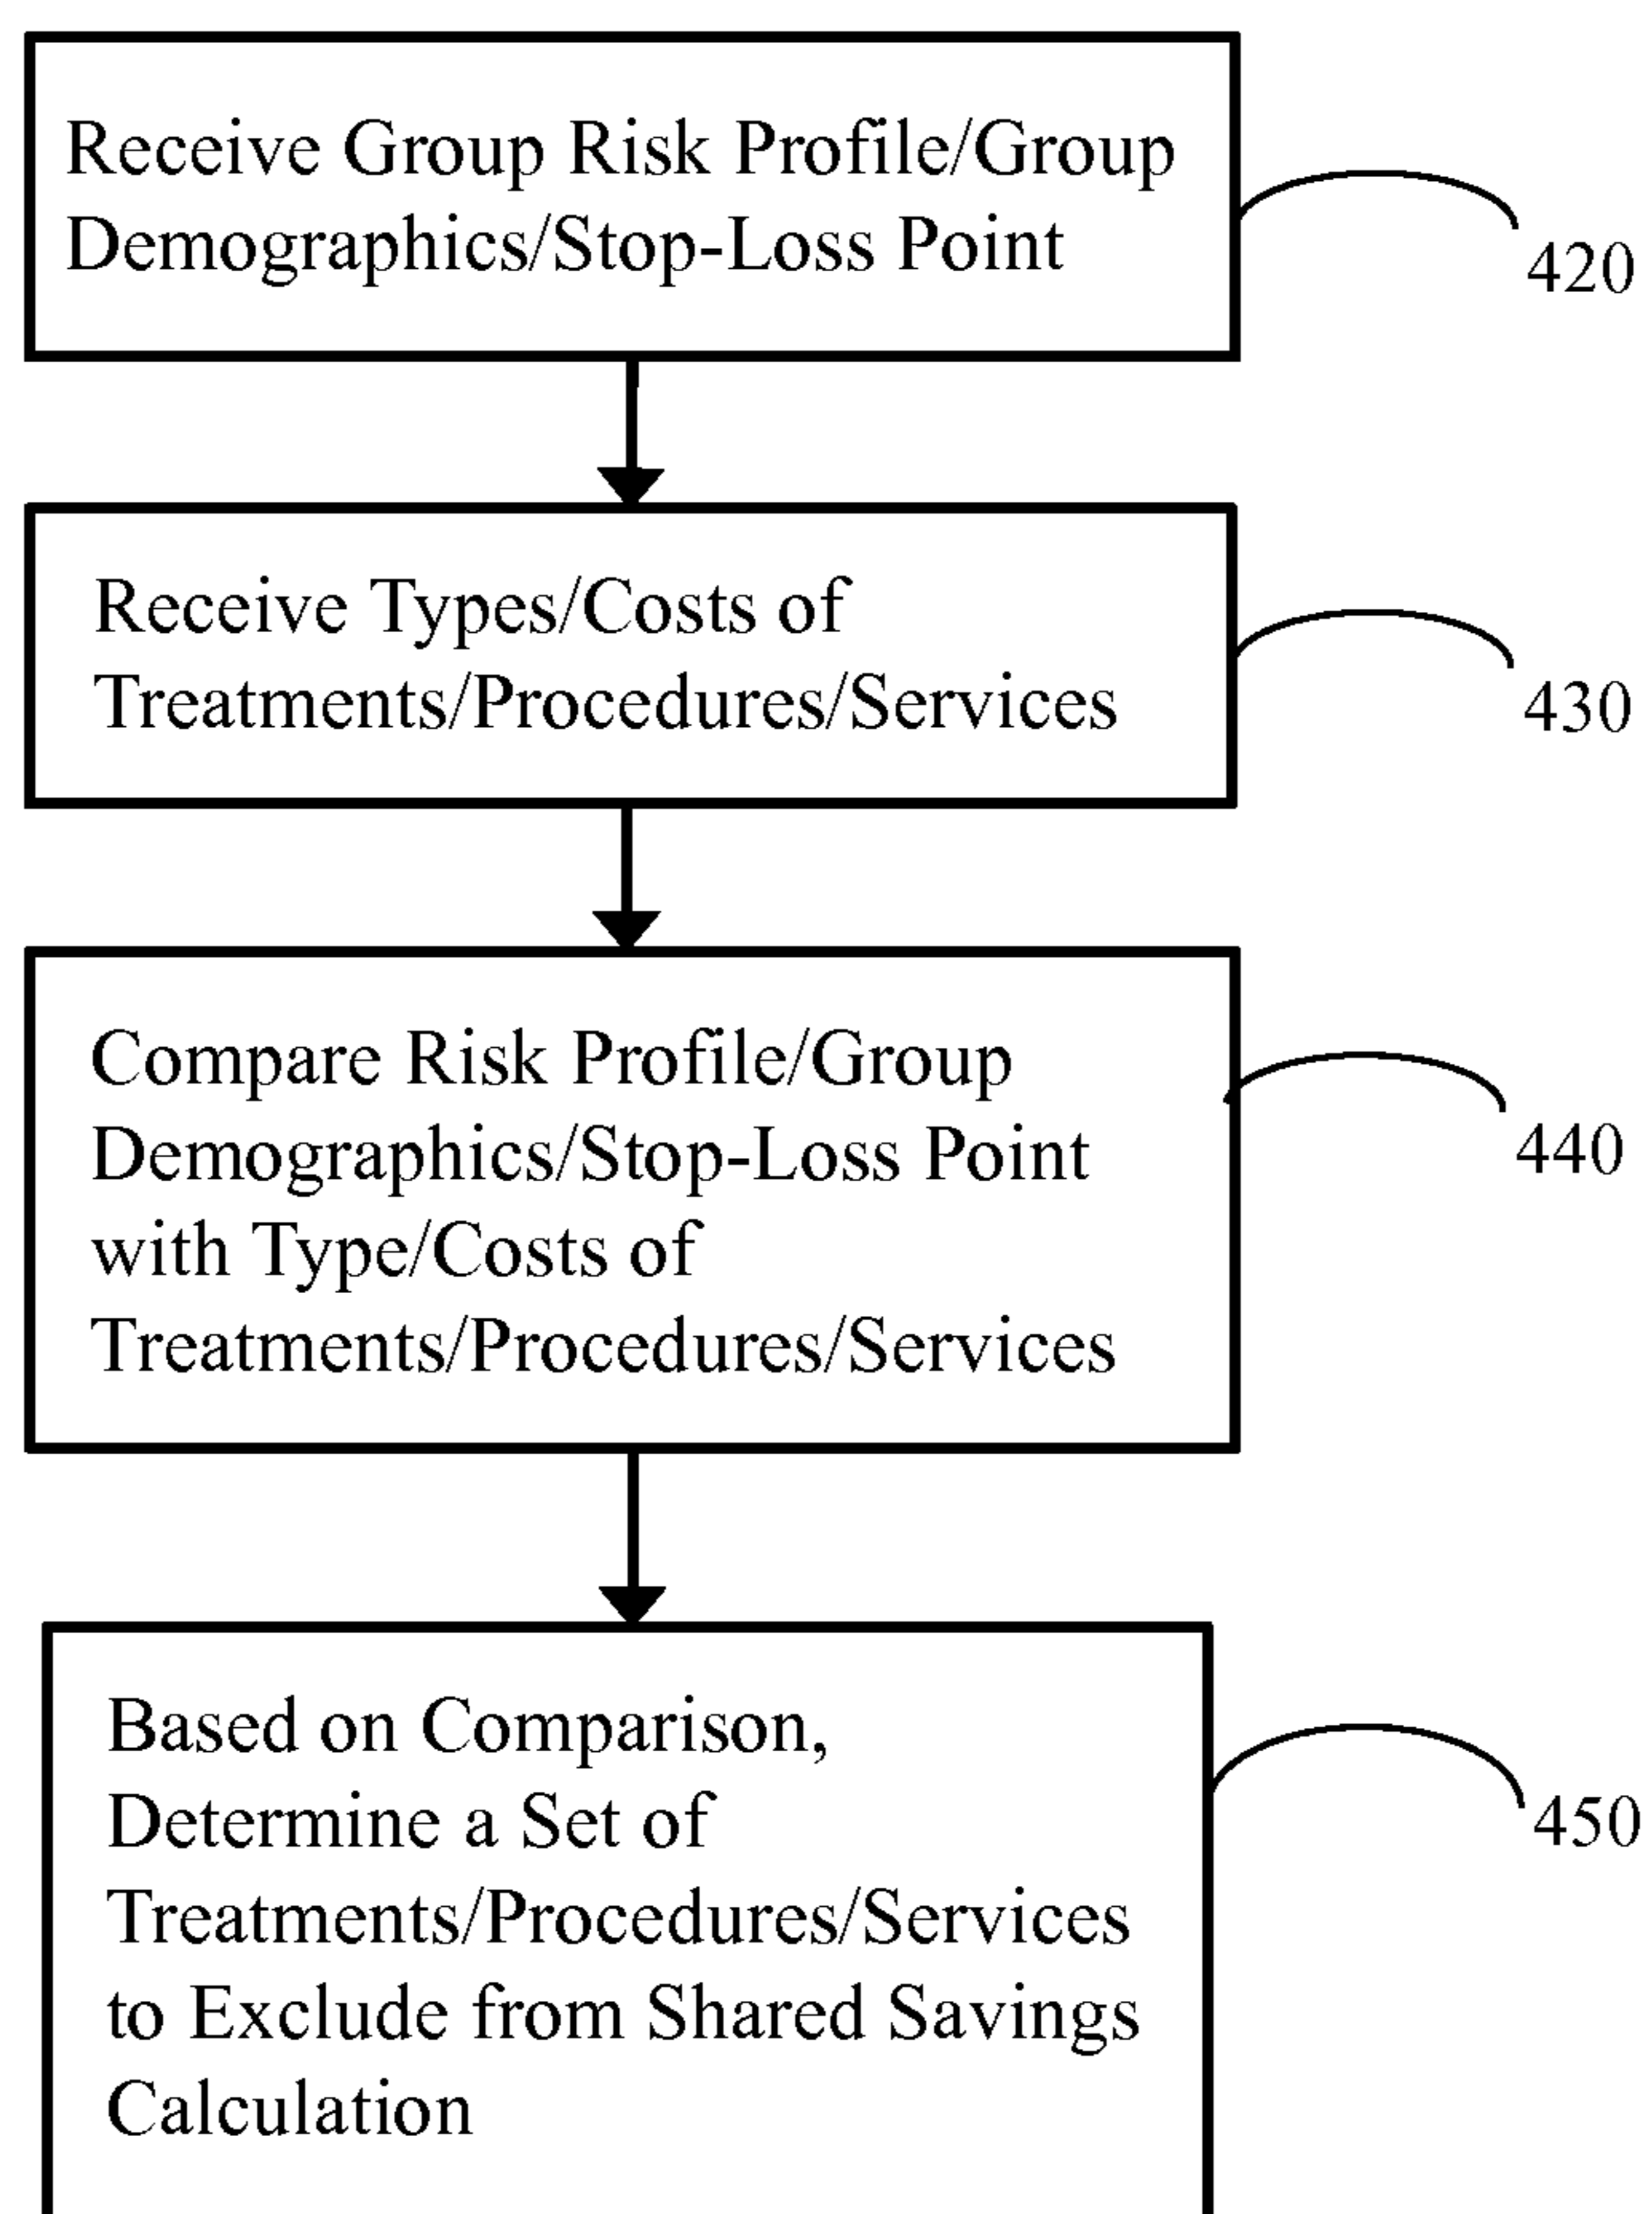 Receive Group Risk Profile/Group
Demographics/Stop-Loss Point
420
Receive Types/Costs of
Treatments/Procedures/Services
430
Compare Risk Profile/Group
Demographics/Stop-Loss Point
with Type/Costs of
Treatments/Procedures/Services
440
Based on Comparison,
Determine a Set of
Treatments/Procedures/Services
to Exclude from Shared Savings
Calculation
450